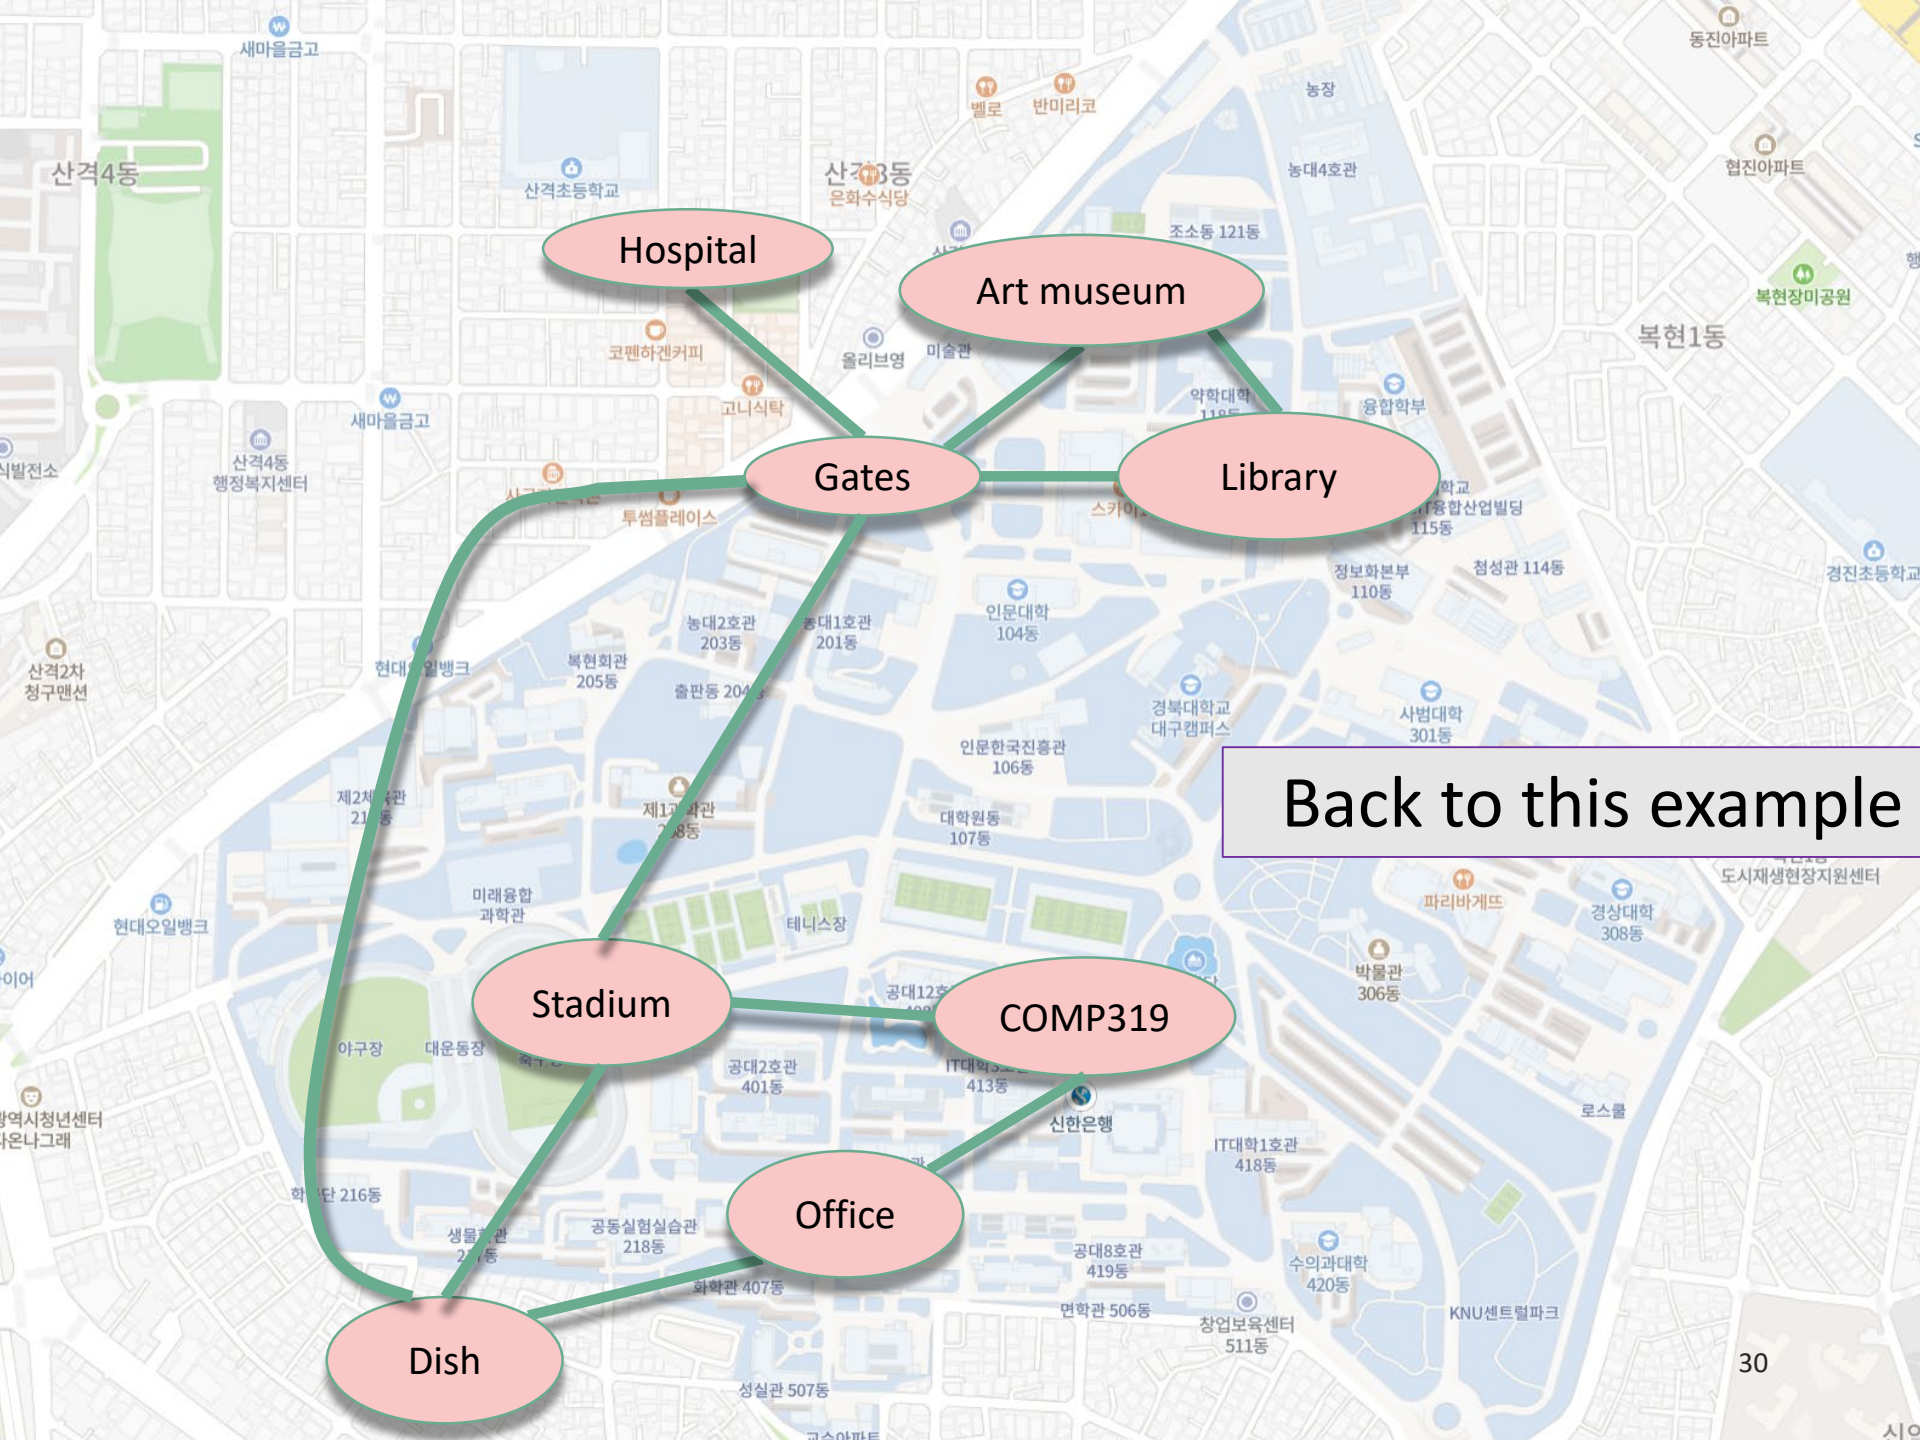 새마을금고
동진아파트
벨로
반미리코
농장
산격4동
산격초등학교
은화수식당
농대4호관
협진아파트
조소동 121동
Hospital
Art museum
복현장미공원
복현1동
코펜하겐커피
올리브영
미술관
고니식탁
약학대학
융합학부
새마을금고
산격4동
행정복지센터
Gates
Library
투썸플레이스
115동
첨성관 114동
정보화본부
110동
경진초등학교
인문대학
104동
농대2호관
203동
201동
산격2차
청구맨션
복현회관
205동
경북대학교
대구캠퍼스
사범대학
301동
인문한국진흥관
106동
Back to this example
대학원동
107동
도시재생현장지원센터
미래융합
과학관
테니스장
파리바게뜨
경상대학
308동
현대오일뱅크
박물관
306동
Stadium
COMP319
야구장
대운동장
공대2호관
401동
413동
신한은행
로스쿨
IT대학1호관
418동
Office
공동실험실습관
218동
공대8호관
419동
수의과대학
420동
화학관 407동
면학관 506동
창업보육센터
511동
KNU센트럴파크
Dish
성실관 507동
30